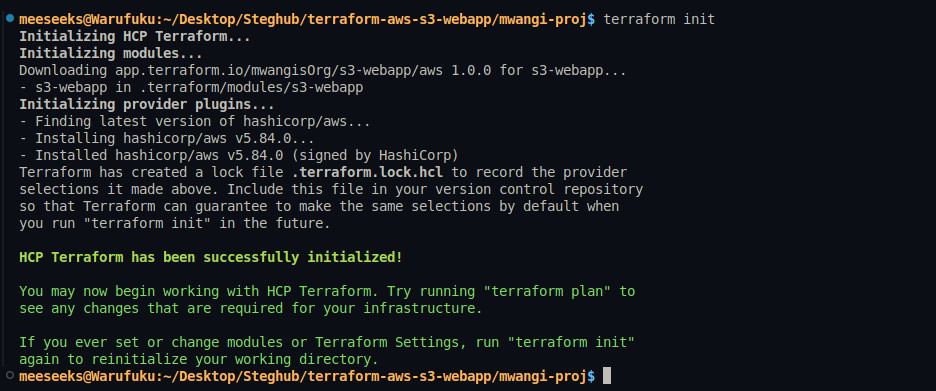 meeseeks@Warufuku:~/Desktop/Steghub/terraform-aws-s3-webapp/mwangi-proj$ terraform init
Initializing HCP Terraform...
Initializing modules...
Downloading app.terraform.io/mwangisOrg/s3-webapp/aws 1.0.0 for s3-webapp...
- s3-webapp in .terraform/modules/s3-webapp
Initializing provider plugins...
- Finding latest version of hashicorp/aws...
- Installing hashicorp/aws v5.84.0...
- Installed hashicorp/aws v5.84.0 (signed by HashiCorp)
Terraform has created a lock file .terraform.lock.hcl to record the provider
selections it made above. Include this file in your version control repository
so that Terraform can guarantee to make the same selections by default when
you run "terraform init" in the future.
HCP Terraform has been successfully initialized!
You may now begin working with HCP Terraform. Try running "terraform plan" to
see any changes that are required for your infrastructure.
If you ever set or change modules or Terraform Settings, run "terraform init"
again to reinitialize your working directory.
meeseeks@Warufuku:~/Desktop/Steghub/terraform-aws-s3-webapp/mwangi-proj$